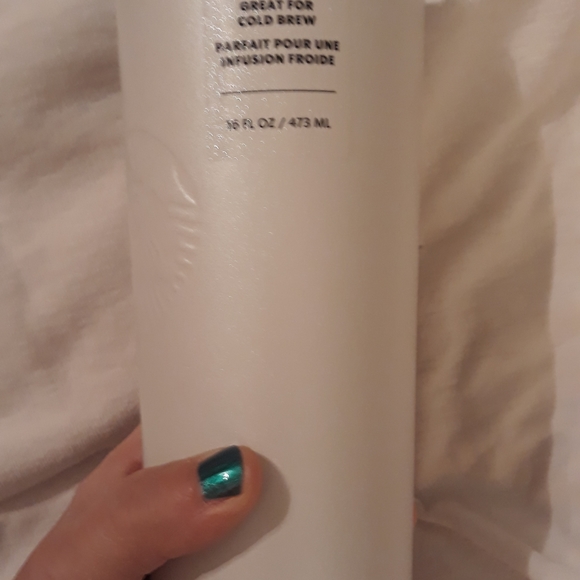 GREAT FOR
COLD BREW
PARFAIT POUR UNE
INFUSION FROIDE
16 FL OZ / 473 ML